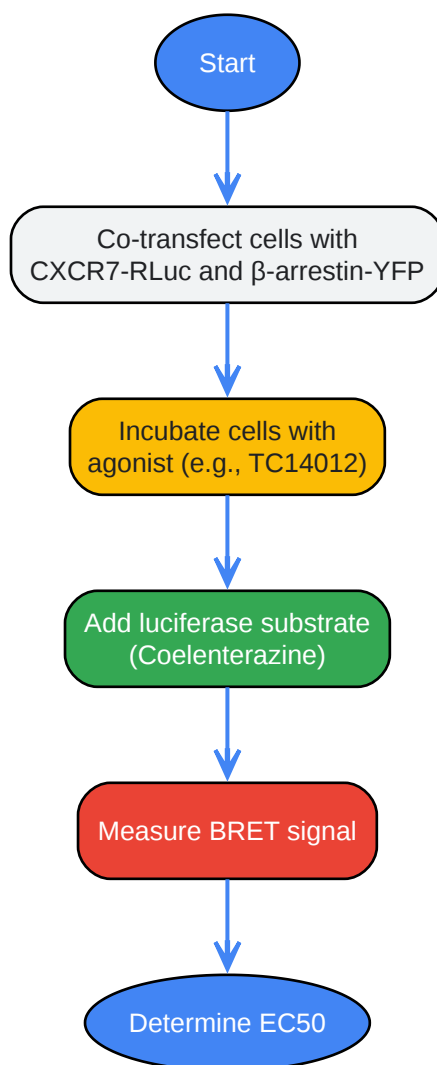 Start
Co-transfect cells with
CXCR7-RLuc and β-arrestin-YFP
Incubate cells with
agonist (e.g., TC14012)
Add luciferase substrate
(Coelenterazine)
Measure BRET signal
Determine EC50